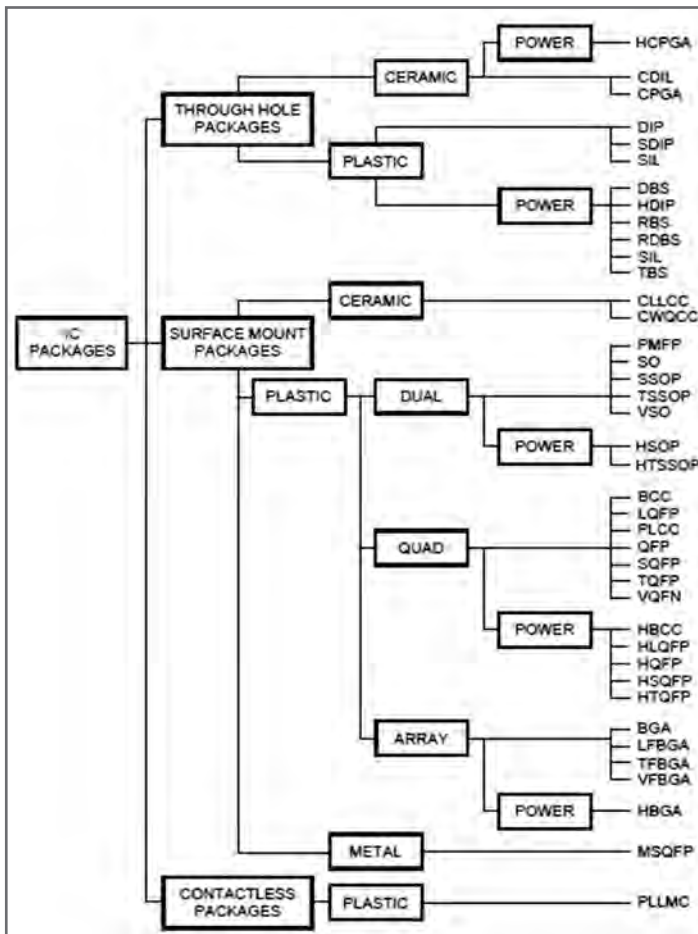 POWER
HCPGA
CERAMIC
CDIL
CPGA
THROUGH HOLE
PACKAGES
DIP
SDIP
SIL
PLASTIC
DBS
HDIP
POWER
RBS
RDBS
SIL
TBS
CERAMIC
CLLCC
CWQCC
IC
PACKAGES
SURFACE MOUNT
PACKAGES
PMFP
SO
SSOP
TSSOP
VSO
PLASTIC
DUAL
POWER
HSOP
HTSSOP
BCC
LQFP
PLCC
QFP
SQFP
TQFP
VQFN
QUAD
POWER
HBCC
HLQFP
HQFP
HSQFP
HTQFP
ARRAY
BGA
LFBGA
TFBGA
VFBGA
POWER
HBGA
METAL
MSQFP
CONTACTLESS
PACKAGES
PLASTIC
PLLMC